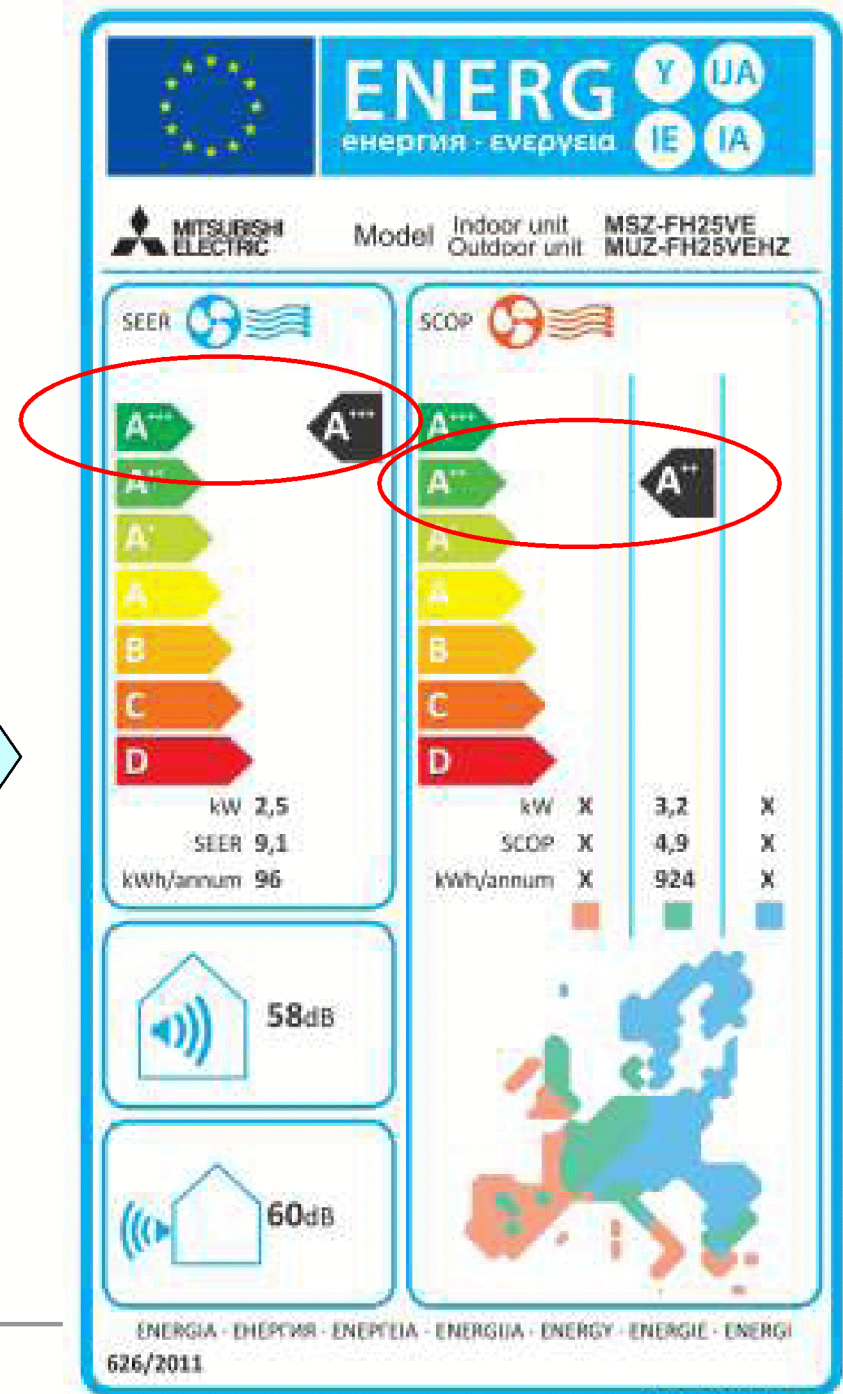 ENERG Y IJA
енергия · ενεργεια IE IA
MITSUBISHI
ELECTRIC
Model Indoor unit MSZ-FH25VE
Outdoor unit MUZ-FH25VEHZ
SEER
SCOP
A+++ A+++
A++
A+
A
B
C
D
kW 2,5
SEER 9,1
kWh/annum 96
A+++
A++ A++
A+
A
B
C
D
kW X 3,2 X
SCOP X 4,9 X
kWh/annum X 924 X
58dB
60dB
ENERGIA · ЕНЕРГИЯ · ΕΝΕΡΓΕΙΑ · ENERGIJA · ENERGY · ENERGIE · ENERGI
626/2011